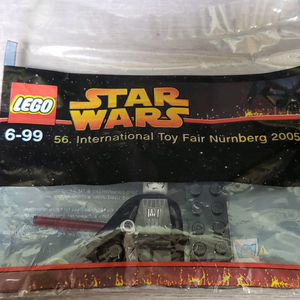 LEGO
STAR
WARS
6-99
56. International Toy Fair Nürnberg 2005